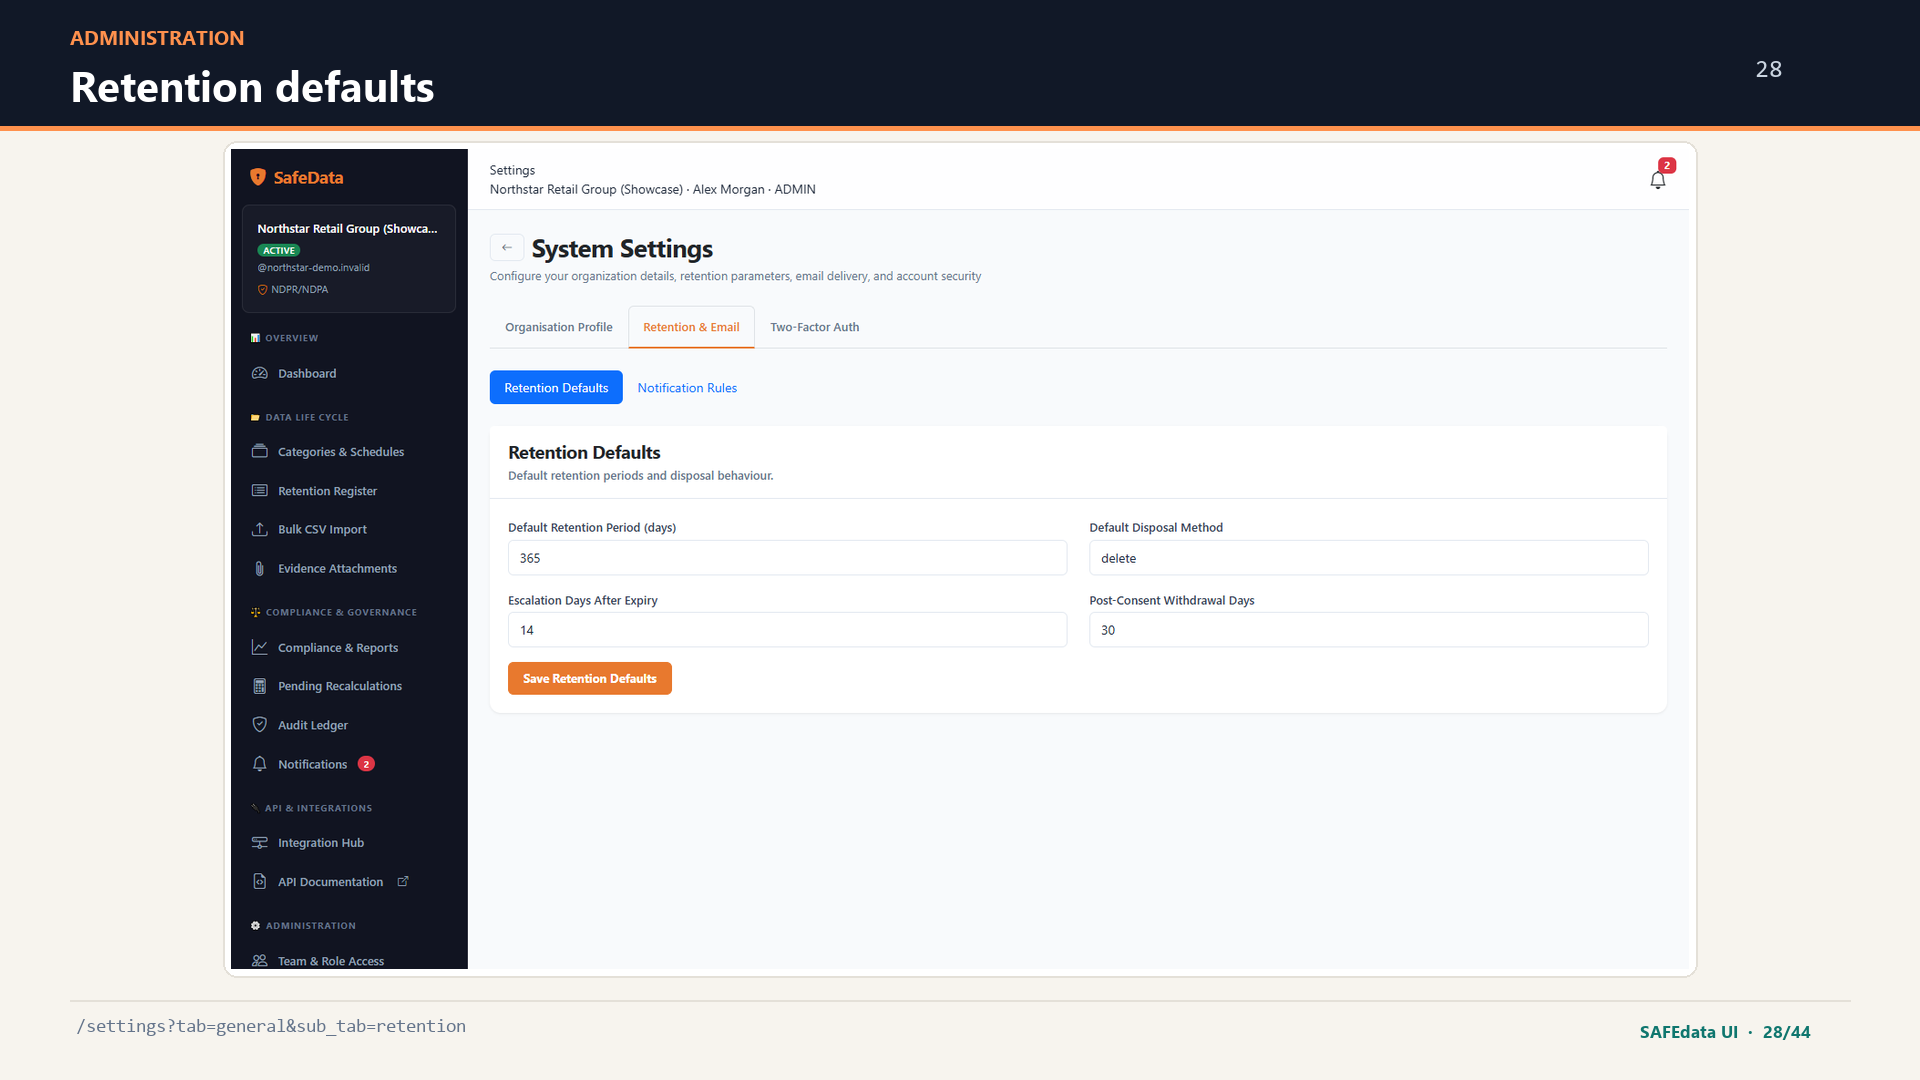 ADMINISTRATION
Retention defaults
28
SafeData
Northstar Retail Group (Showca...
ACTIVE
@northstar-demo.invalid
NDPR/NDPA
OVERVIEW
Dashboard
DATA LIFE CYCLE
Categories & Schedules
Retention Register
Bulk CSV Import
Evidence Attachments
COMPLIANCE & GOVERNANCE
Compliance & Reports
Pending Recalculations
Audit Ledger
Notifications 2
API & INTEGRATIONS
Integration Hub
API Documentation
ADMINISTRATION
Team & Role Access
Settings
Northstar Retail Group (Showcase) · Alex Morgan · ADMIN
2
System Settings
Configure your organization details, retention parameters, email delivery, and account security
Organisation Profile Retention & Email Two-Factor Auth
Retention Defaults Notification Rules
Retention Defaults
Default retention periods and disposal behaviour.
Default Retention Period (days)
365
Default Disposal Method
delete
Escalation Days After Expiry
14
Post-Consent Withdrawal Days
30
Save Retention Defaults
/settings?tab=general&sub_tab=retention
SAFEdata UI · 28/44